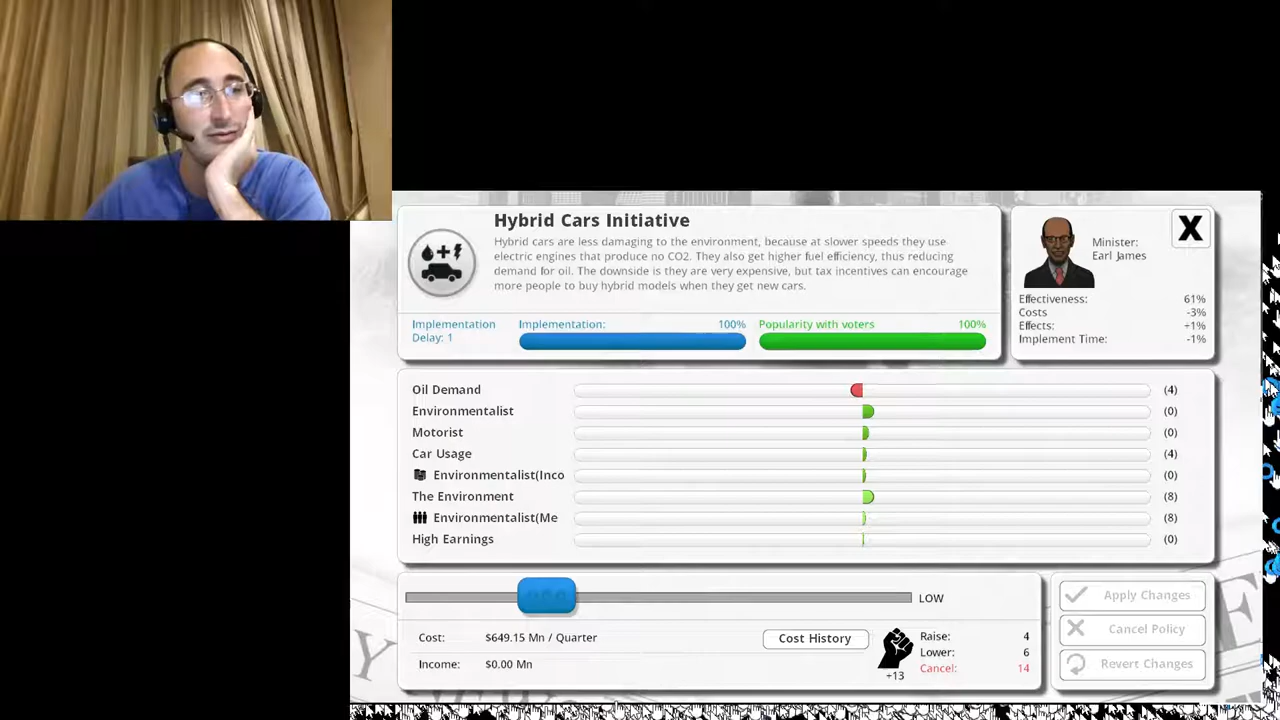 Hybrid Cars Initiative
Hybrid cars are less damaging to the environment, because at slower speeds they use
electric engines that produce no CO2. They also get higher fuel efficiency, thus reducing
demand for oil. The downside is they are very expensive, but tax incentives can encourage
more people to buy hybrid models when they get new cars.
Implementation
Delay: 1
Implementation: 100%
Popularity with voters 100%
X
Minister:
Earl James
Effectiveness: 61%
Costs -3%
Effects: +1%
Implement Time: -1%
Oil Demand (4)
Environmentalist (0)
Motorist (0)
Car Usage (4)
Environmentalist(Inco (0)
The Environment (8)
Environmentalist(Me (8)
High Earnings (0)
LOW
Cost: $649.15 Mn / Quarter
Income: $0.00 Mn
Cost History
+13
Raise: 4
Lower: 6
Cancel: 14
Apply Changes
Cancel Policy
Revert Changes